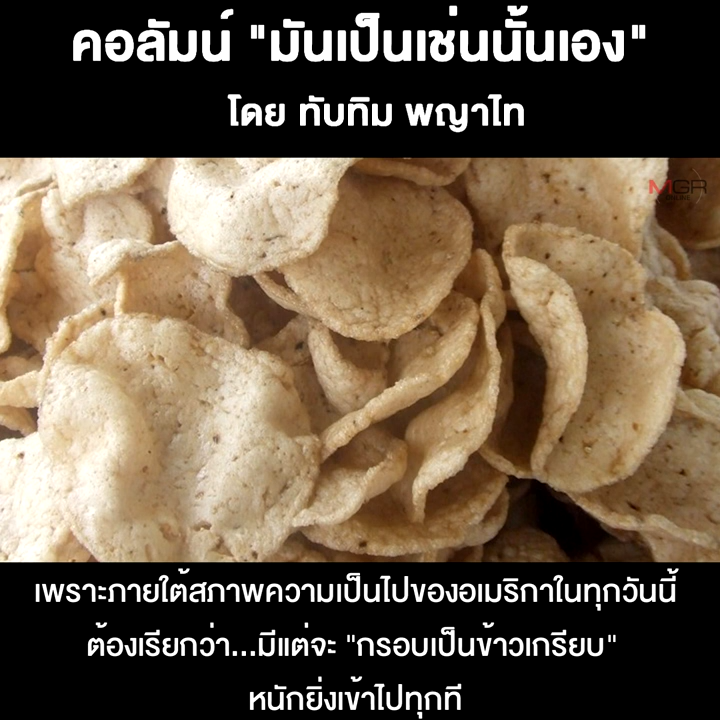 คอลัมน์ "มันเป็นเช่นนั้นเอง"
โดย ทับทิม พญาไท
MGR
เพราะภายใต้สภาพความเป็นไปของอเมริกาในทุกวันนี้
ต้องเรียกว่า...มีแต่จะ "กรอบเป็นข้าวเกรียบ"
หนักยิ่งเข้าไปทุกที